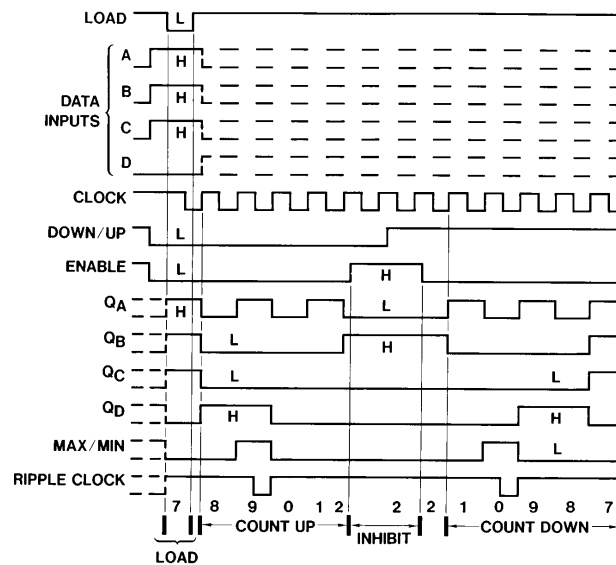 LOAD L
A H
B H
DATA
INPUTS
C H
D
CLOCK
DOWN/UP L
ENABLE L H
QA H L
QB L H
QC L L
QD H H
MAX/MIN L
RIPPLE CLOCK
7 8 9 0 1 2 2 2 1 0 9 8 7
COUNT UP INHIBIT COUNT DOWN
LOAD